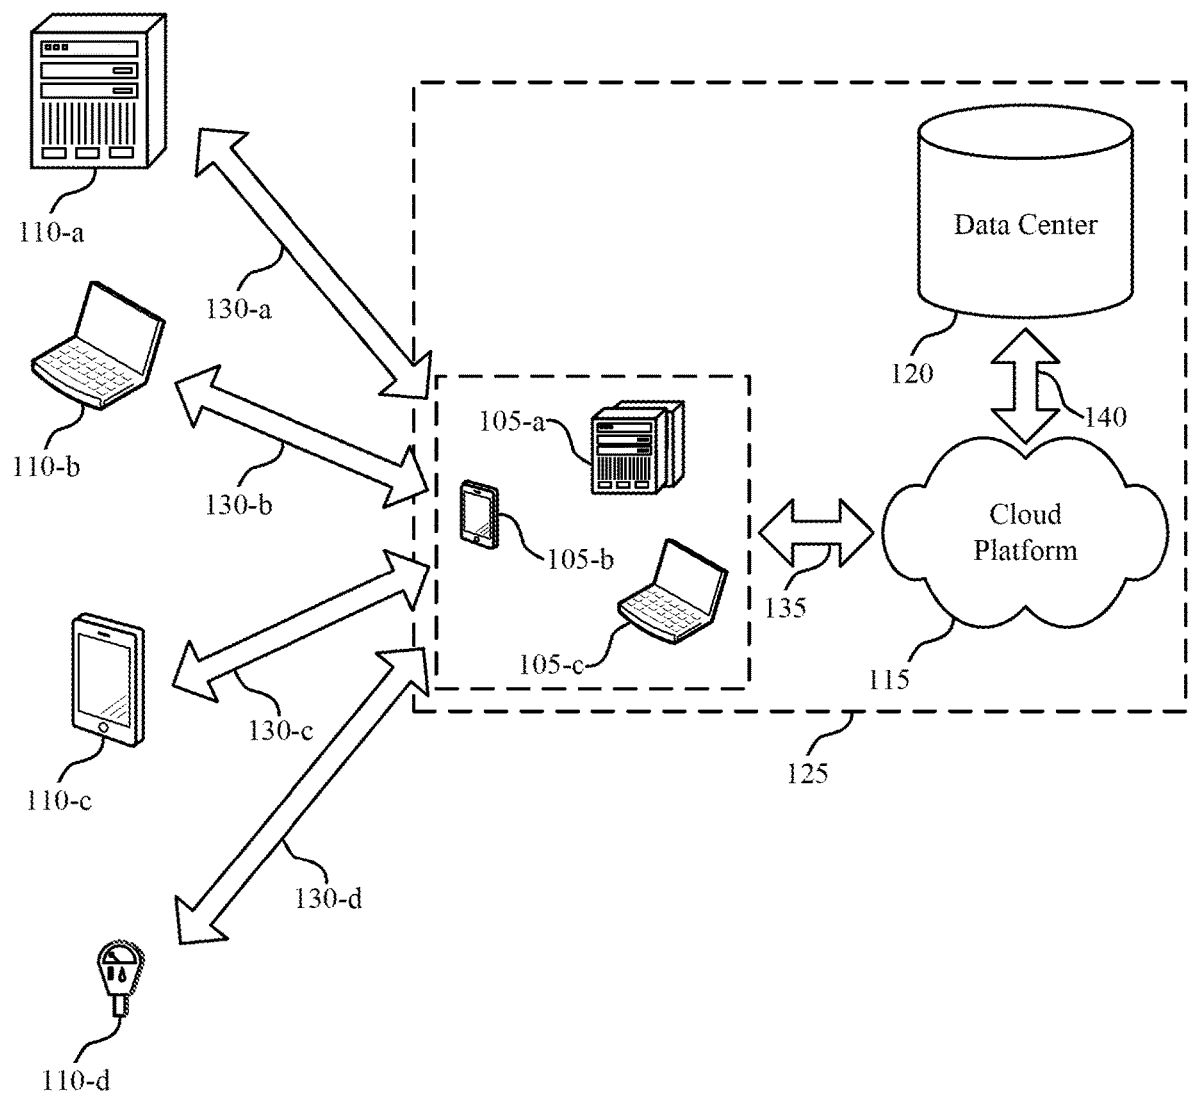 110-a
130-a
110-b
130-b
110-c
130-c
110-d
130-d
105-a
105-b
105-c
135
Data Center
120
140
Cloud
Platform
115
125